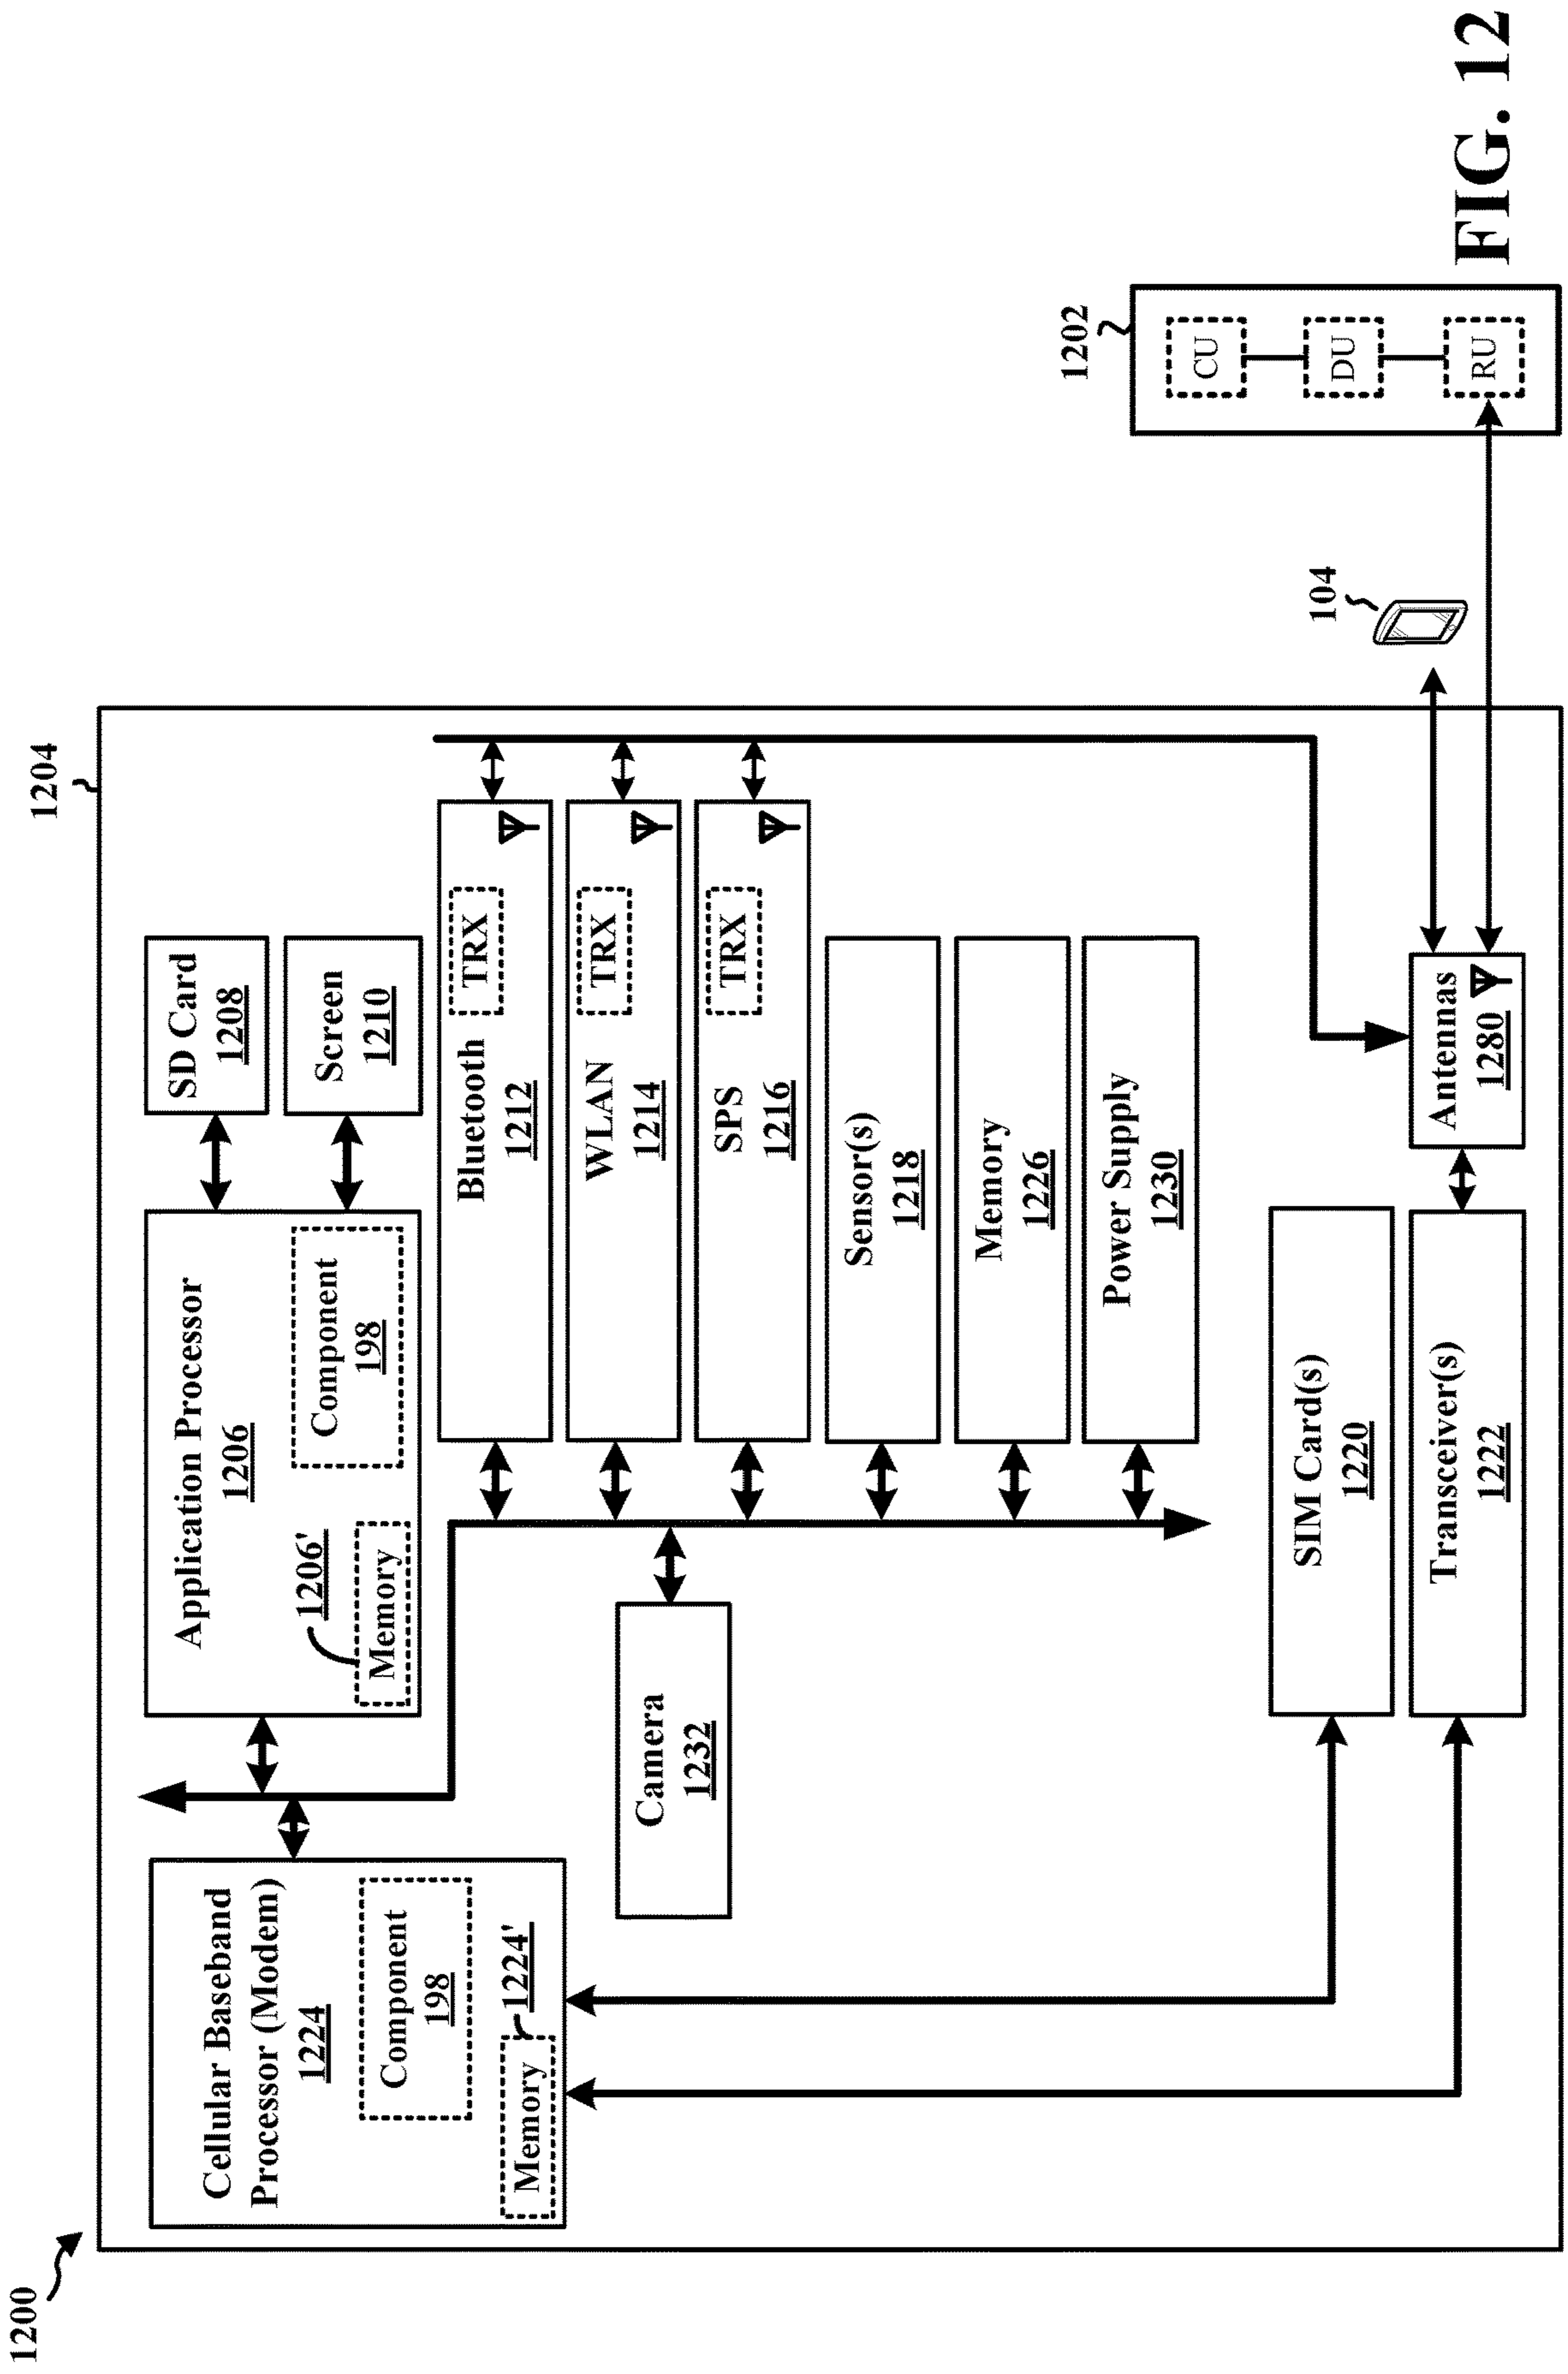 1200
1204
Cellular Baseband
Processor (Modem)
1224
Component
198
Memory
1224'
Application Processor
1206
1206'
Memory
Component
198
SD Card
1208
Screen
1210
Bluetooth
1212
TRX
WLAN
1214
TRX
SPS
1216
TRX
Camera
1232
Sensor(s)
1218
Memory
1226
Power Supply
1230
SIM Card(s)
1220
Transceiver(s)
1222
Antennas
1280
104
1202
CU
DU
RU
FIG. 12